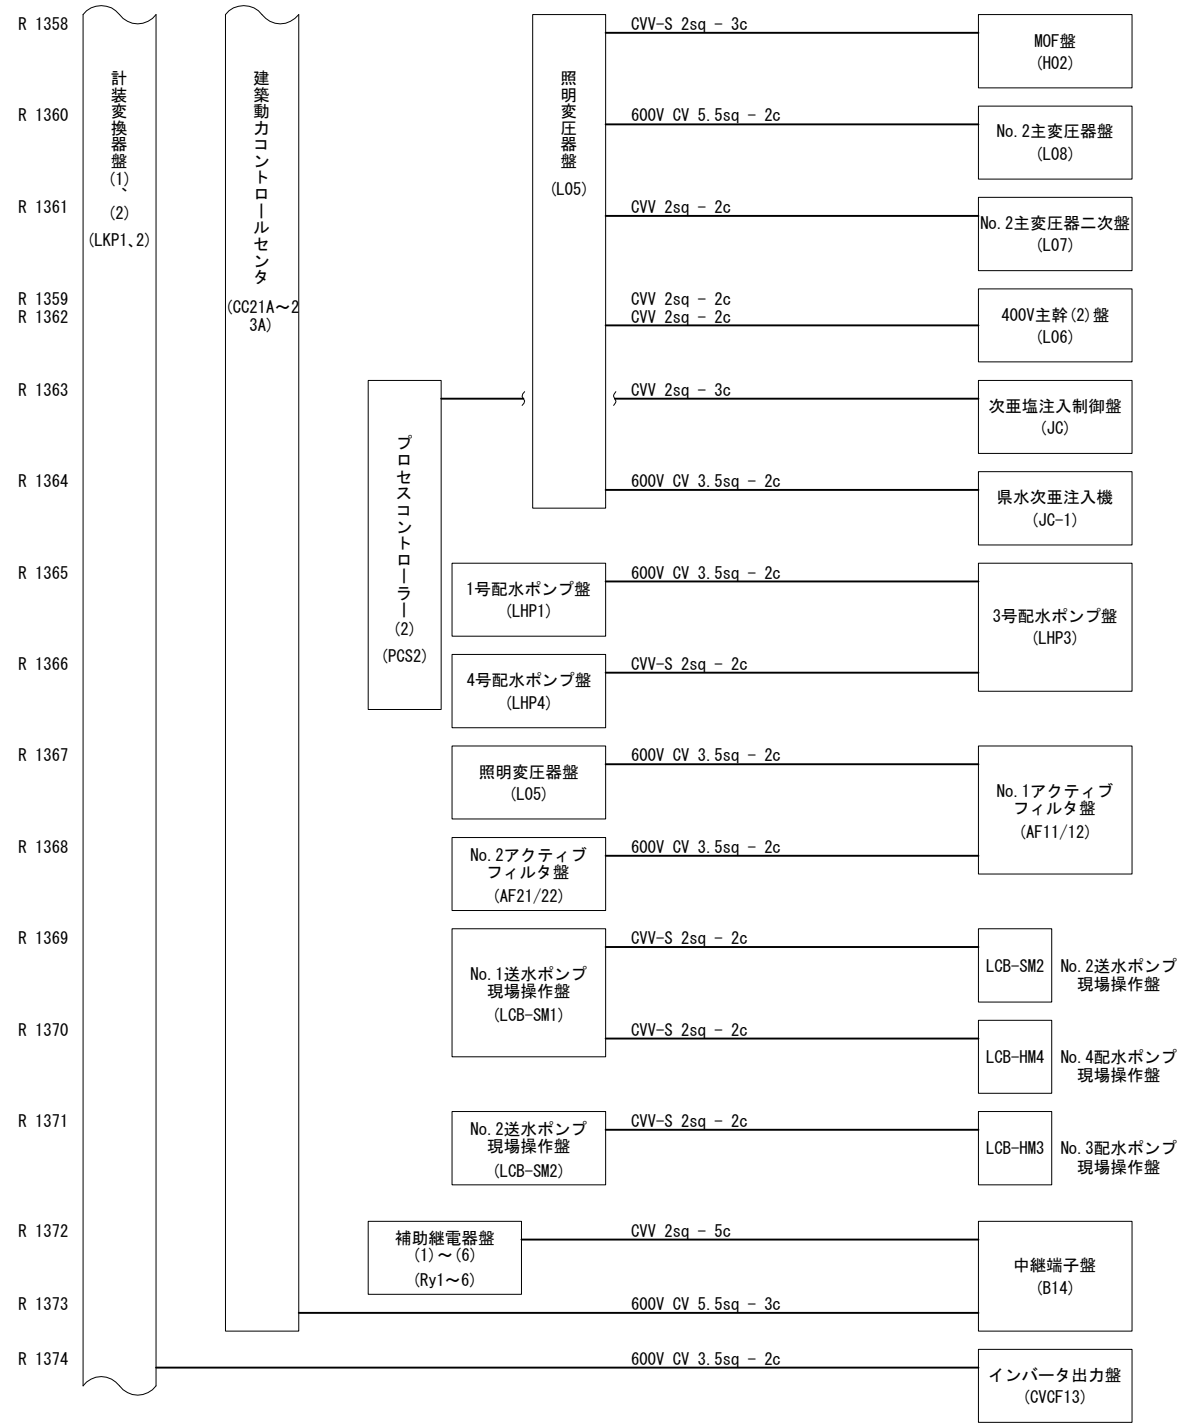 R 1358
CVV-S 2sq - 3c
MOF盤
(H02)
計装変換器盤(1)、(2)
(LKP1、2)
建築動力コントロールセンタ
(CC21A～2
3A)
照明変圧器盤
(L05)
R 1360
600V CV 5.5sq - 2c
No.2主変圧器盤
(L08)
R 1361
CVV 2sq - 2c
No.2主変圧器二次盤
(L07)
R 1359
CVV 2sq - 2c
R 1362
CVV 2sq - 2c
400V主幹(2)盤
(L06)
R 1363
CVV 2sq - 3c
次亜塩注入制御盤
(JC)
プロセスコントローラー(2)
(PCS2)
R 1364
600V CV 3.5sq - 2c
県水次亜注入機
(JC-1)
R 1365
1号配水ポンプ盤
(LHP1)
600V CV 3.5sq - 2c
3号配水ポンプ盤
(LHP3)
R 1366
4号配水ポンプ盤
(LHP4)
CVV-S 2sq - 2c
R 1367
照明変圧器盤
(L05)
600V CV 3.5sq - 2c
No.1アクティブ
フィルタ盤
(AF11/12)
R 1368
No.2アクティブ
フィルタ盤
(AF21/22)
600V CV 3.5sq - 2c
R 1369
No.1送水ポンプ
現場操作盤
(LCB-SM1)
CVV-S 2sq - 2c
LCB-SM2
No.2送水ポンプ
現場操作盤
R 1370
CVV-S 2sq - 2c
LCB-HM4
No.4配水ポンプ
現場操作盤
R 1371
No.2送水ポンプ
現場操作盤
(LCB-SM2)
CVV-S 2sq - 2c
LCB-HM3
No.3配水ポンプ
現場操作盤
R 1372
補助継電器盤
(1)～(6)
(Ry1～6)
CVV 2sq - 5c
中継端子盤
(B14)
R 1373
600V CV 5.5sq - 3c
R 1374
600V CV 3.5sq - 2c
インバータ出力盤
(CVCF13)